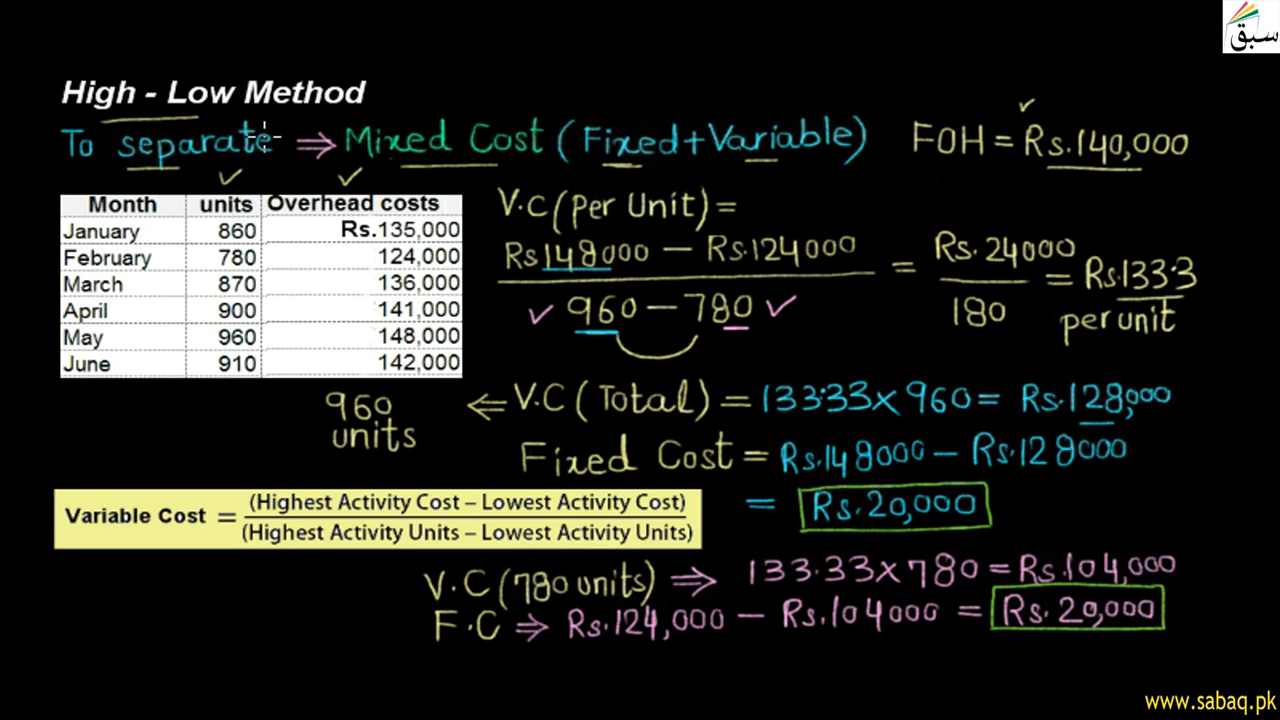 سبق
High - Low Method
To separate ⇒ Mixed Cost (Fixed+Variable) FOH = Rs.140,000
Month units Overhead costs
January 860 Rs.135,000
February 780 124,000
March 870 136,000
April 900 141,000
May 960 148,000
June 910 142,000
V.C (Per Unit) =
Rs 148000 − Rs.124000 / 960 − 780 = Rs. 24000 / 180 = Rs.133.3 per unit
960 units ⇐ V.C (Total) = 133.33 x 960 = Rs.128,000
Fixed Cost = Rs.148000 − Rs.128000
= Rs.20,000
Variable Cost = (Highest Activity Cost – Lowest Activity Cost)
(Highest Activity Units – Lowest Activity Units)
V.C (780 units) ⇒ 133.33 x 780 = Rs.104,000
F.C ⇒ Rs.124,000 − Rs.104000 = Rs.20,000
www.sabaq.pk